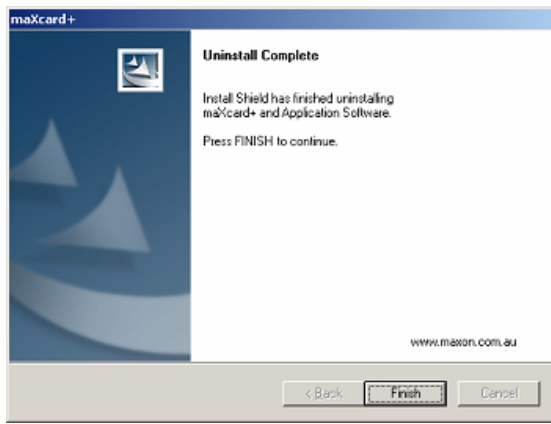 maXcard+
Uninstall Complete
Install Shield has finished uninstalling
maXcard+ and Application Software.
Press FINISH to continue.
www.maxon.com.au
< Back
Finish
Cancel